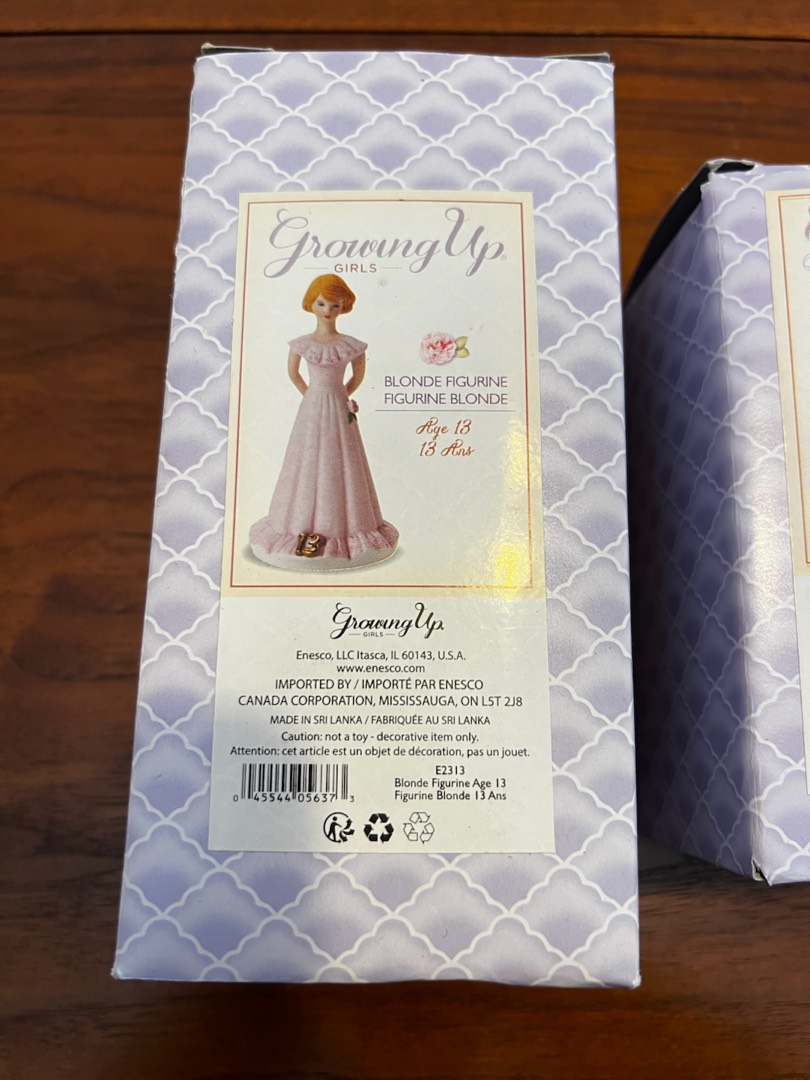 Growing Up®
GIRLS
BLONDE FIGURINE
FIGURINE BLONDE
Age 13
13 Ans
13
Growing Up®
GIRLS
Enesco, LLC Itasca, IL 60143, U.S.A.
www.enesco.com
IMPORTED BY / IMPORTÉ PAR ENESCO
CANADA CORPORATION, MISSISSAUGA, ON L5T 2J8
MADE IN SRI LANKA / FABRIQUÉE AU SRI LANKA
Caution: not a toy - decorative item only.
Attention: cet article est un objet de décoration, pas un jouet.
E2313
Blonde Figurine Age 13
Figurine Blonde 13 Ans
0 45544 05637 3